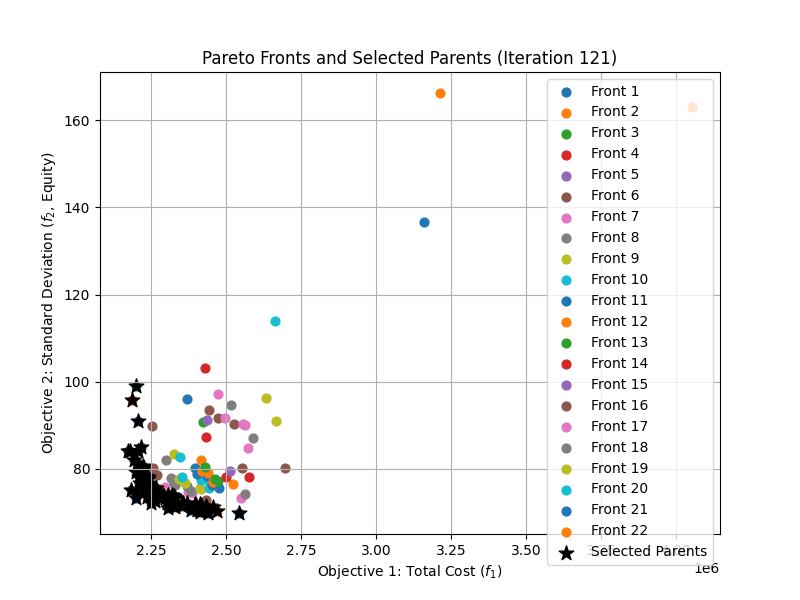 Pareto Fronts and Selected Parents (Iteration 121)
Objective 2: Standard Deviation (f₂, Equity)
160
140
120
100
80
Front 1
Front 2
Front 3
Front 4
Front 5
Front 6
Front 7
Front 8
Front 9
Front 10
Front 11
Front 12
Front 13
Front 14
Front 15
Front 16
Front 17
Front 18
Front 19
Front 20
Front 21
Front 22
Selected Parents
2.25
2.50
2.75
3.00
3.25
3.50
1e6
Objective 1: Total Cost (f₁)